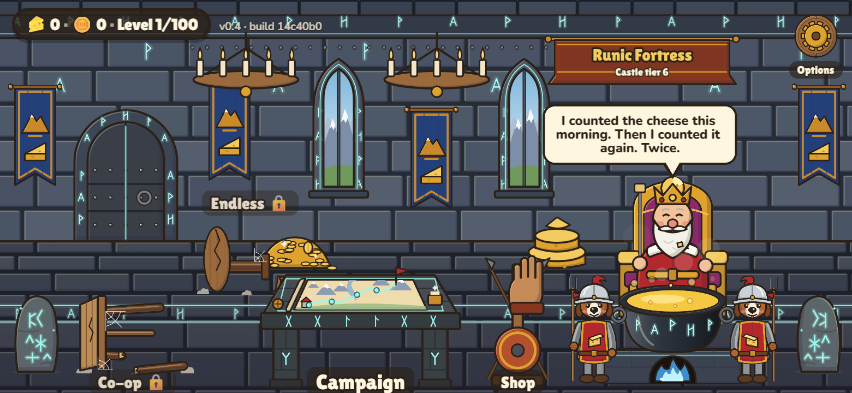 0 · 0 · Level 1/100
v0.4 · build 14c40b0
Runic Fortress
Castle tier 6
Options
I counted the cheese this
morning. Then I counted it
again. Twice.
Endless
Co-op
Campaign
Shop